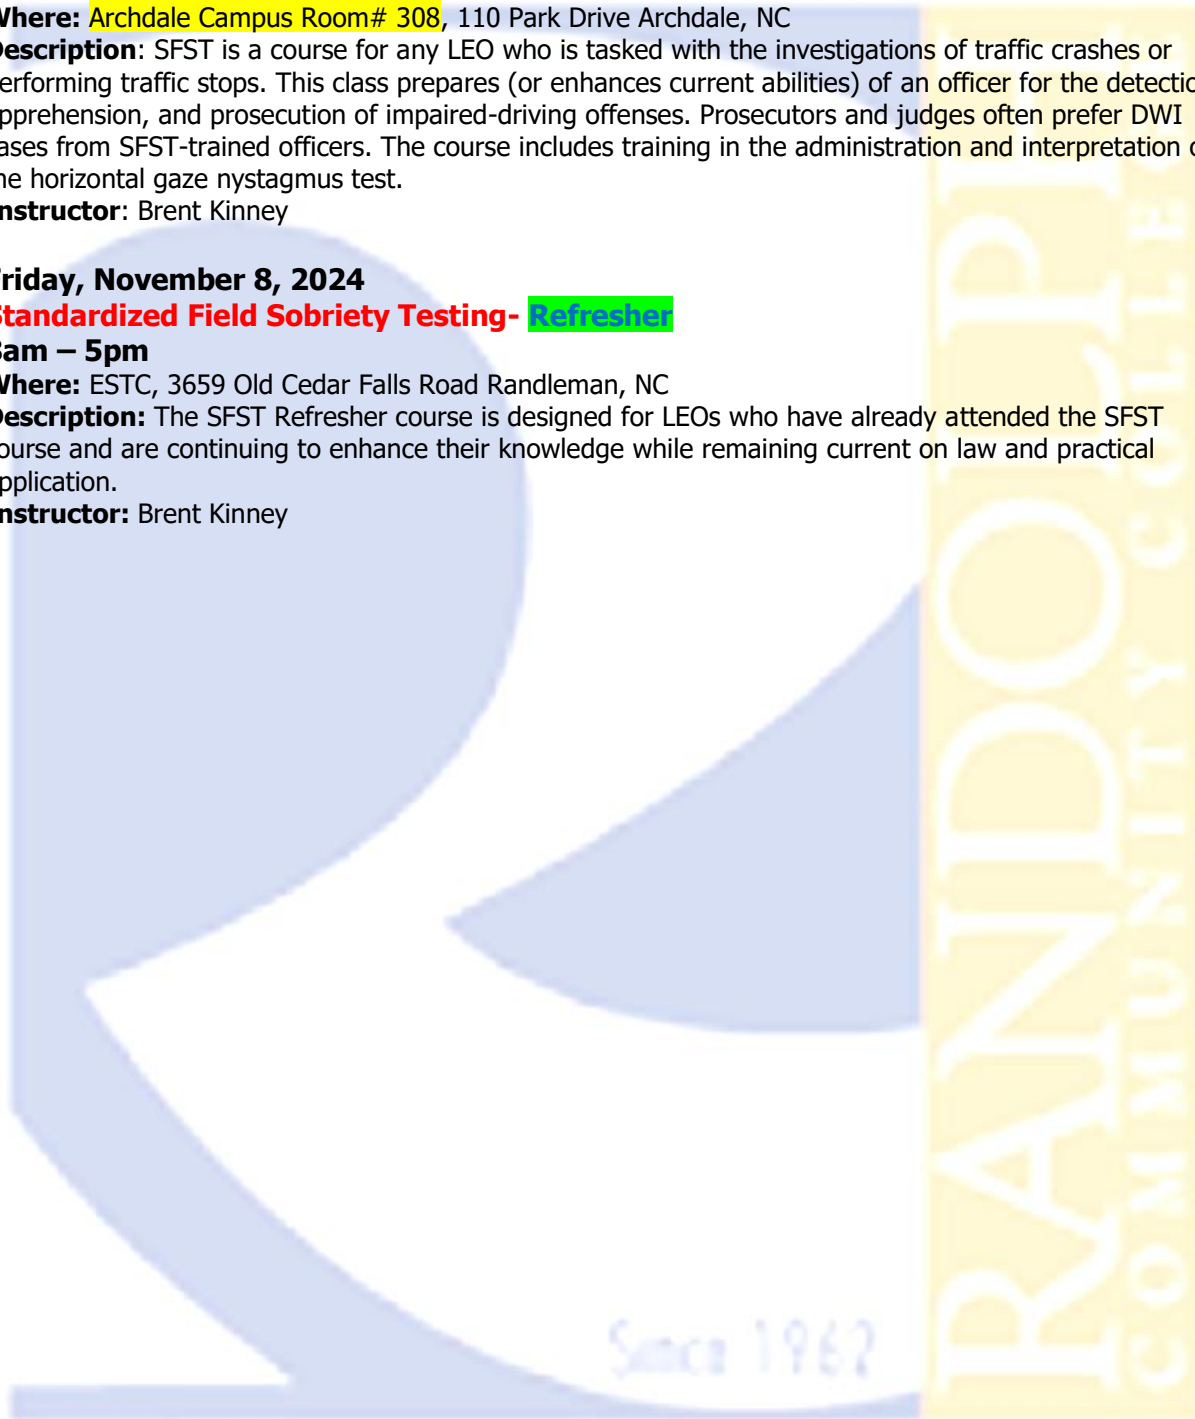 Where: Archdale Campus Room# 308, 110 Park Drive Archdale, NC
Description: SFST is a course for any LEO who is tasked with the investigations of traffic crashes or
performing traffic stops. This class prepares (or enhances current abilities) of an officer for the detectio
apprehension, and prosecution of impaired-driving offenses. Prosecutors and judges often prefer DWI
cases from SFST-trained officers. The course includes training in the administration and interpretation o
the horizontal gaze nystagmus test.
Instructor: Brent Kinney
Friday, November 8, 2024
Standardized Field Sobriety Testing- Refresher
8am – 5pm
Where: ESTC, 3659 Old Cedar Falls Road Randleman, NC
Description: The SFST Refresher course is designed for LEOs who have already attended the SFST
course and are continuing to enhance their knowledge while remaining current on law and practical
application.
Instructor: Brent Kinney
RANDOLPH
COMMUNITY COLLEGE
Since 1962